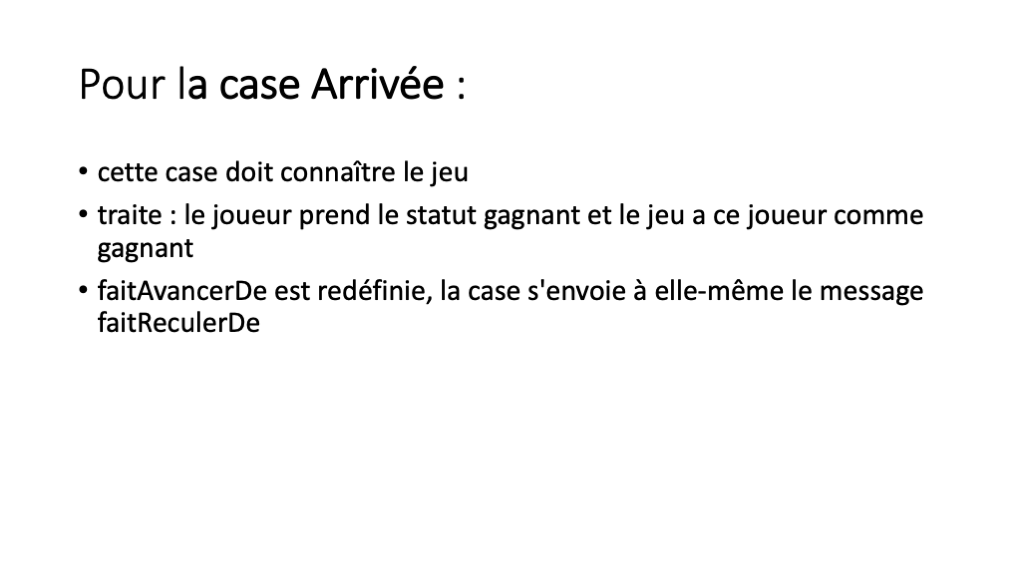 Pour la case Arrivée :
• cette case doit connaître le jeu
• traite : le joueur prend le statut gagnant et le jeu a ce joueur comme
gagnant
• faitAvancerDe est redéfinie, la case s'envoie à elle-même le message
faitReculerDe